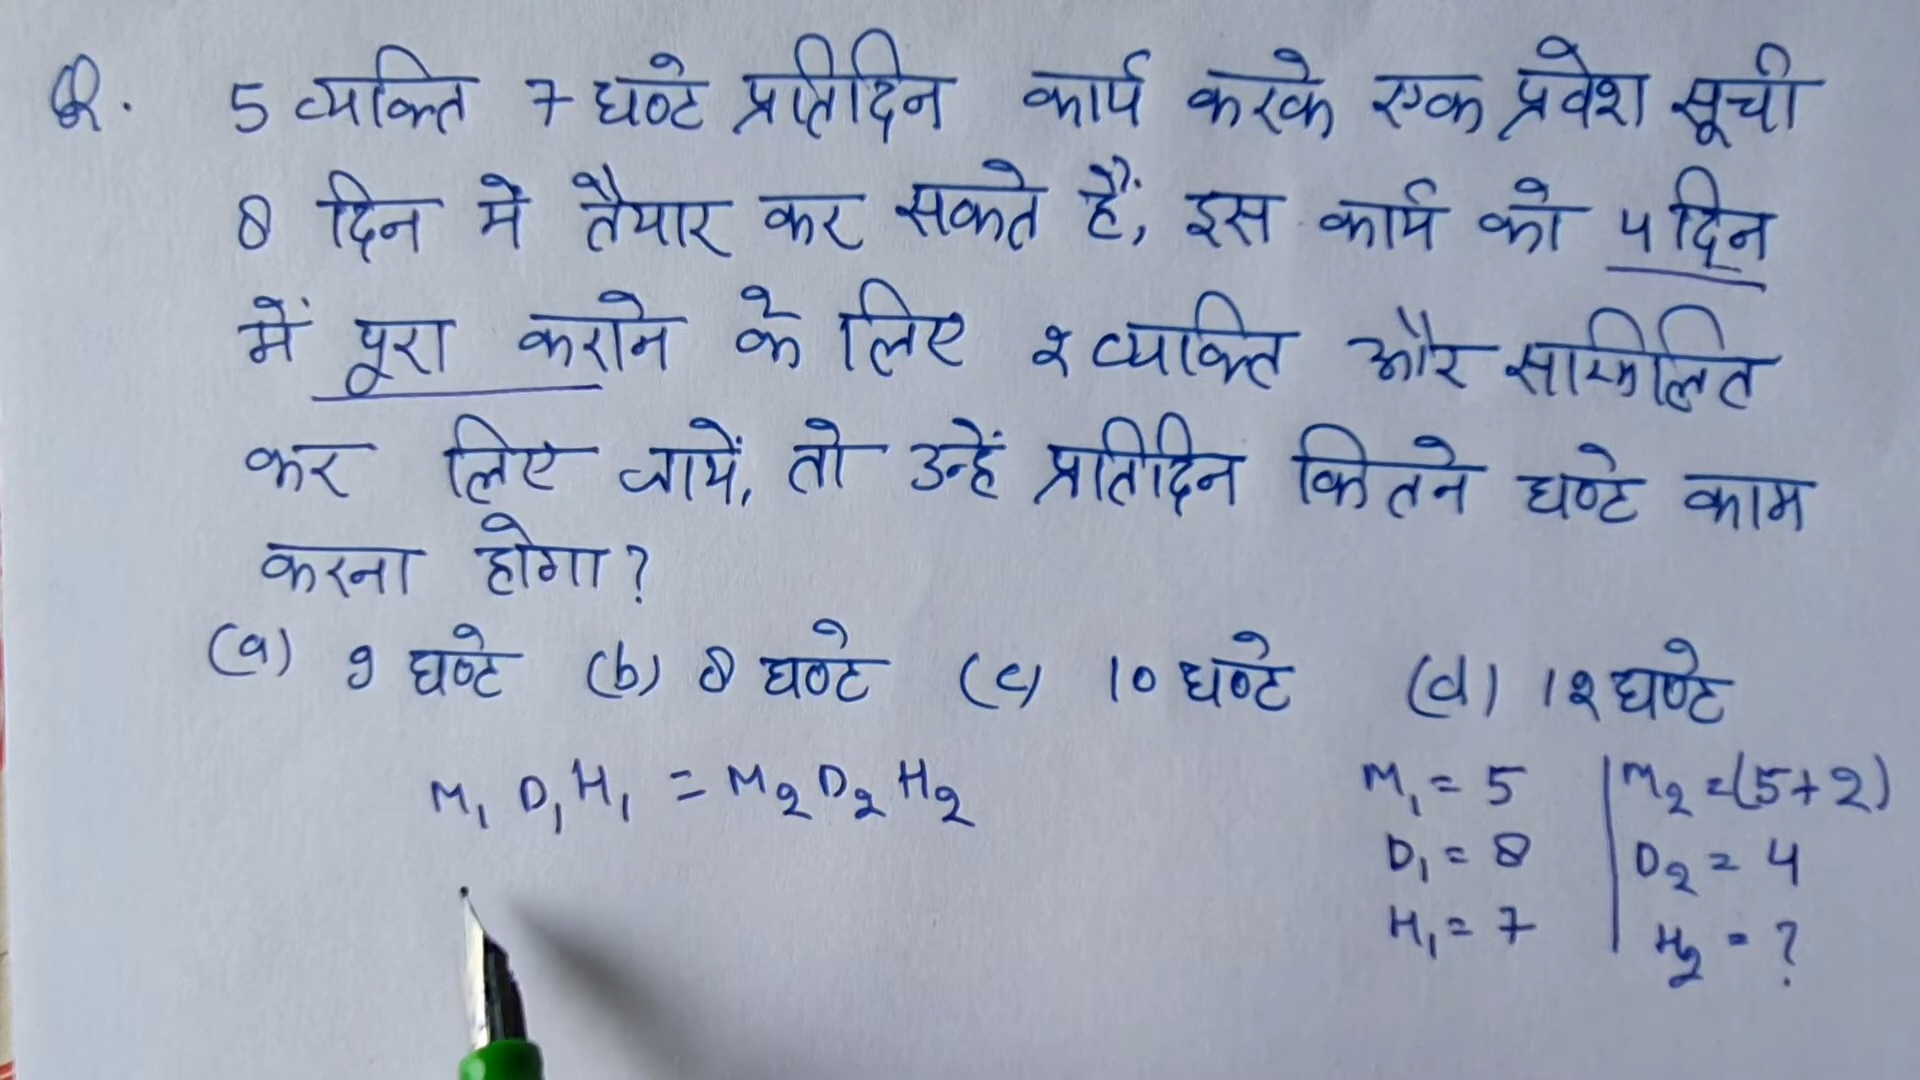 Q. 5 व्यक्ति 7 घण्टे प्रतिदिन कार्य करके एक प्रवेश सूची
8 दिन मे तैयार कर सकते हैं, इस कार्य को 4 दिन
में पूरा कराने के लिए 2 व्यक्ति और सम्मिलित
कर लिए जायें, तो उन्हें प्रतिदिन कितने घण्टे काम
करना होगा?
(a) 9 घण्टे (b) 8 घण्टे (c) 10 घण्टे (d) 12 घण्टे
M₁ D₁ H₁ = M₂ D₂ H₂
M₁ = 5 | M₂ = (5+2)
D₁ = 8 | D₂ = 4
H₁ = 7 | H₂ = ?